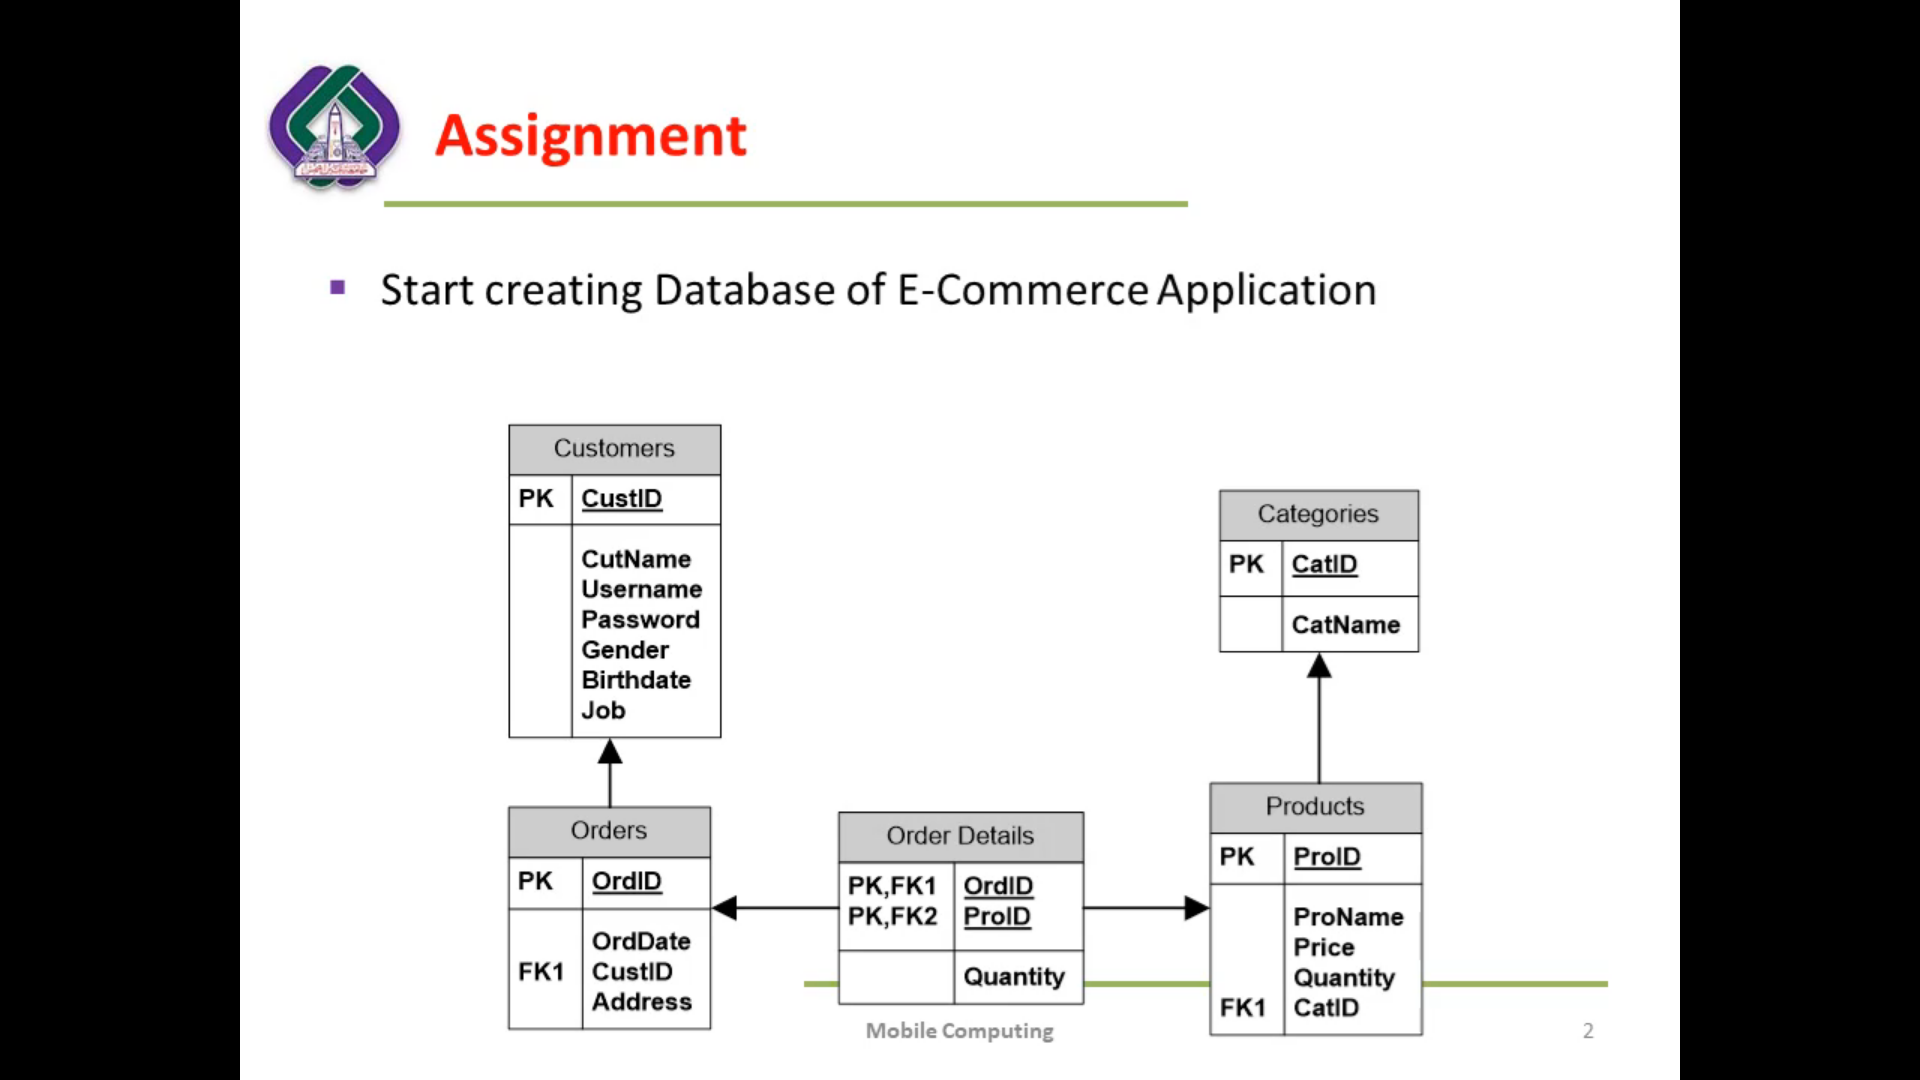 Assignment
Start creating Database of E-Commerce Application
Customers
PK CustID
CutName
Username
Password
Gender
Birthdate
Job
Categories
PK CatID
CatName
Orders
PK OrdID
OrdDate
FK1 CustID
Address
Order Details
PK,FK1 OrdID
PK,FK2 ProID
Quantity
Products
PK ProID
ProName
Price
Quantity
FK1 CatID
Mobile Computing
2